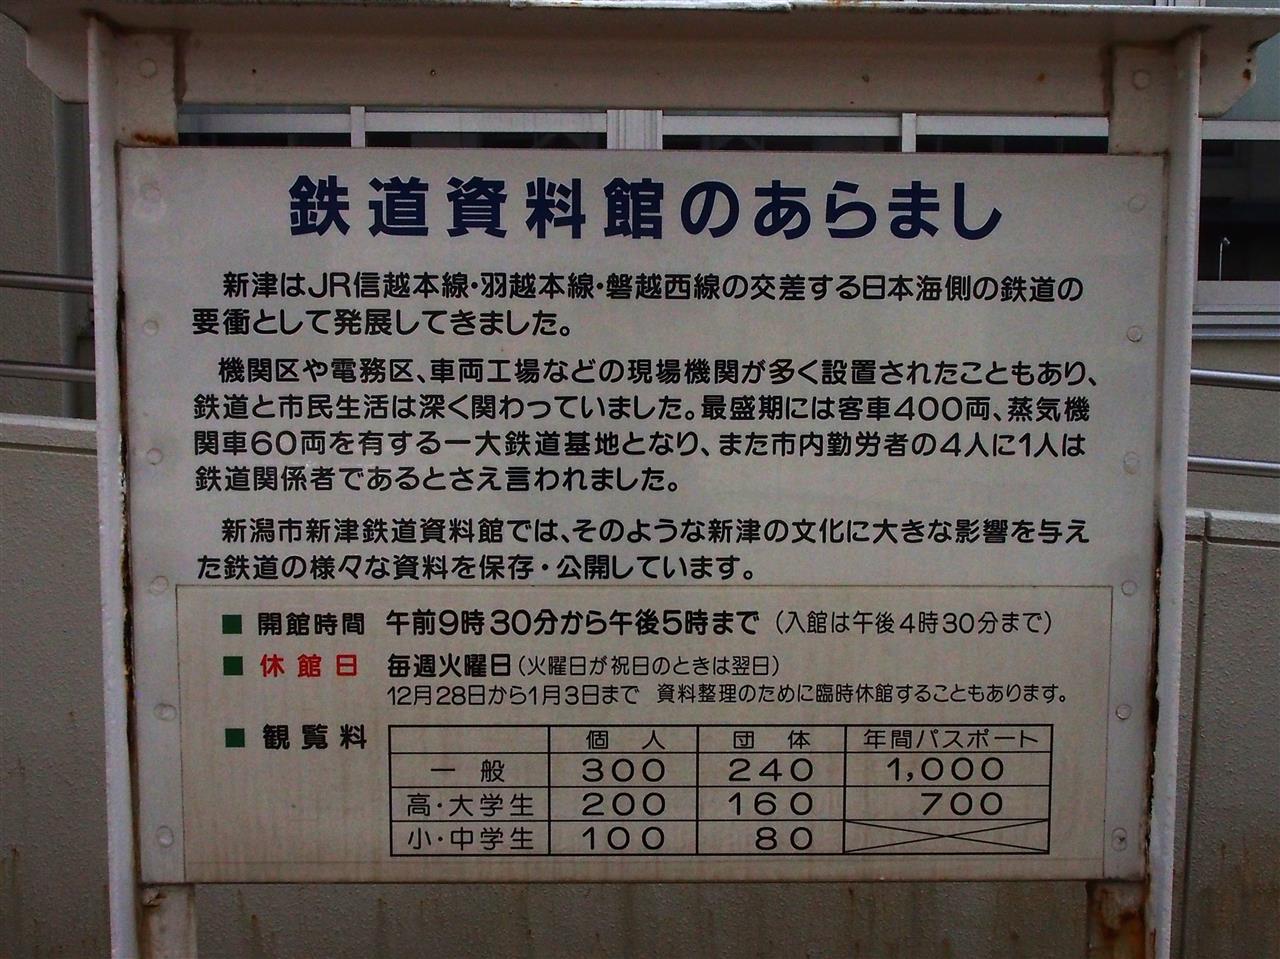 鉄道資料館のあらまし
新津はJR信越本線・羽越本線・磐越西線の交差する日本海側の鉄道の
要衝として発展してきました。
機関区や電務区、車両工場などの現場機関が多く設置されたこともあり、
鉄道と市民生活は深く関わっていました。最盛期には客車400両、蒸気機
関車60両を有する一大鉄道基地となり、また市内勤労者の4人に1人は
鉄道関係者であるとさえ言われました。
新潟市新津鉄道資料館では、そのような新津の文化に大きな影響を与え
た鉄道の様々な資料を保存・公開しています。
■ 開館時間 午前9時30分から午後5時まで（入館は午後4時30分まで）
■ 休館日 毎週火曜日（火曜日が祝日のときは翌日）
12月28日から1月3日まで 資料整理のために臨時休館することもあります。
■ 観覧料 個人 団体 年間パスポート
一般 300 240 1,000
高・大学生 200 160 700
小・中学生 100 80